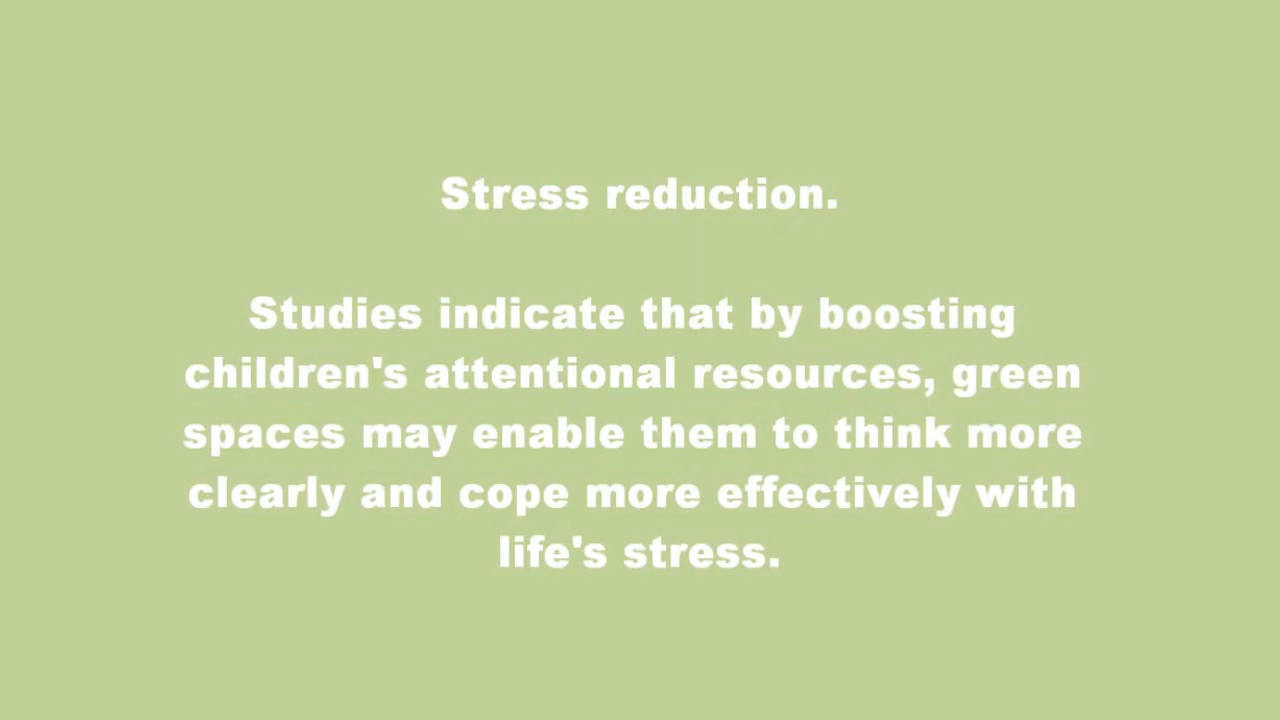 Stress reduction.
Studies indicate that by boosting
children's attentional resources, green
spaces may enable them to think more
clearly and cope more effectively with
life's stress.